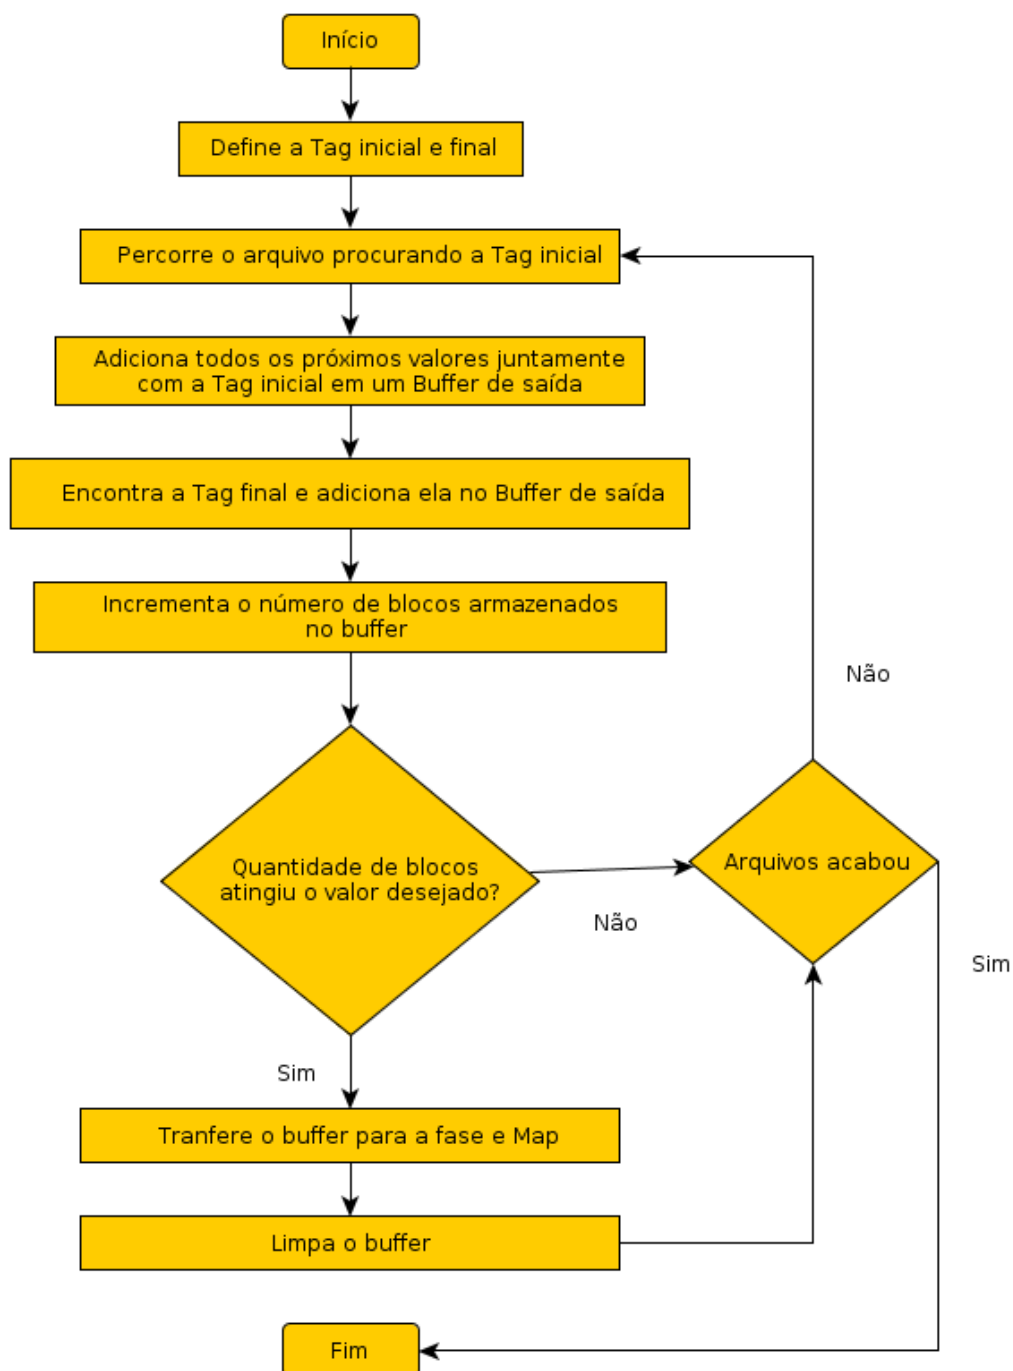 Início
Define a Tag inicial e final
Percorre o arquivo procurando a Tag inicial
Adiciona todos os próximos valores juntamente
com a Tag inicial em um Buffer de saída
Encontra a Tag final e adiciona ela no Buffer de saída
Incrementa o número de blocos armazenados
no buffer
Não
Quantidade de blocos
atingiu o valor desejado?
Arquivos acabou
Não
Sim
Sim
Tranfere o buffer para a fase e Map
Limpa o buffer
Fim